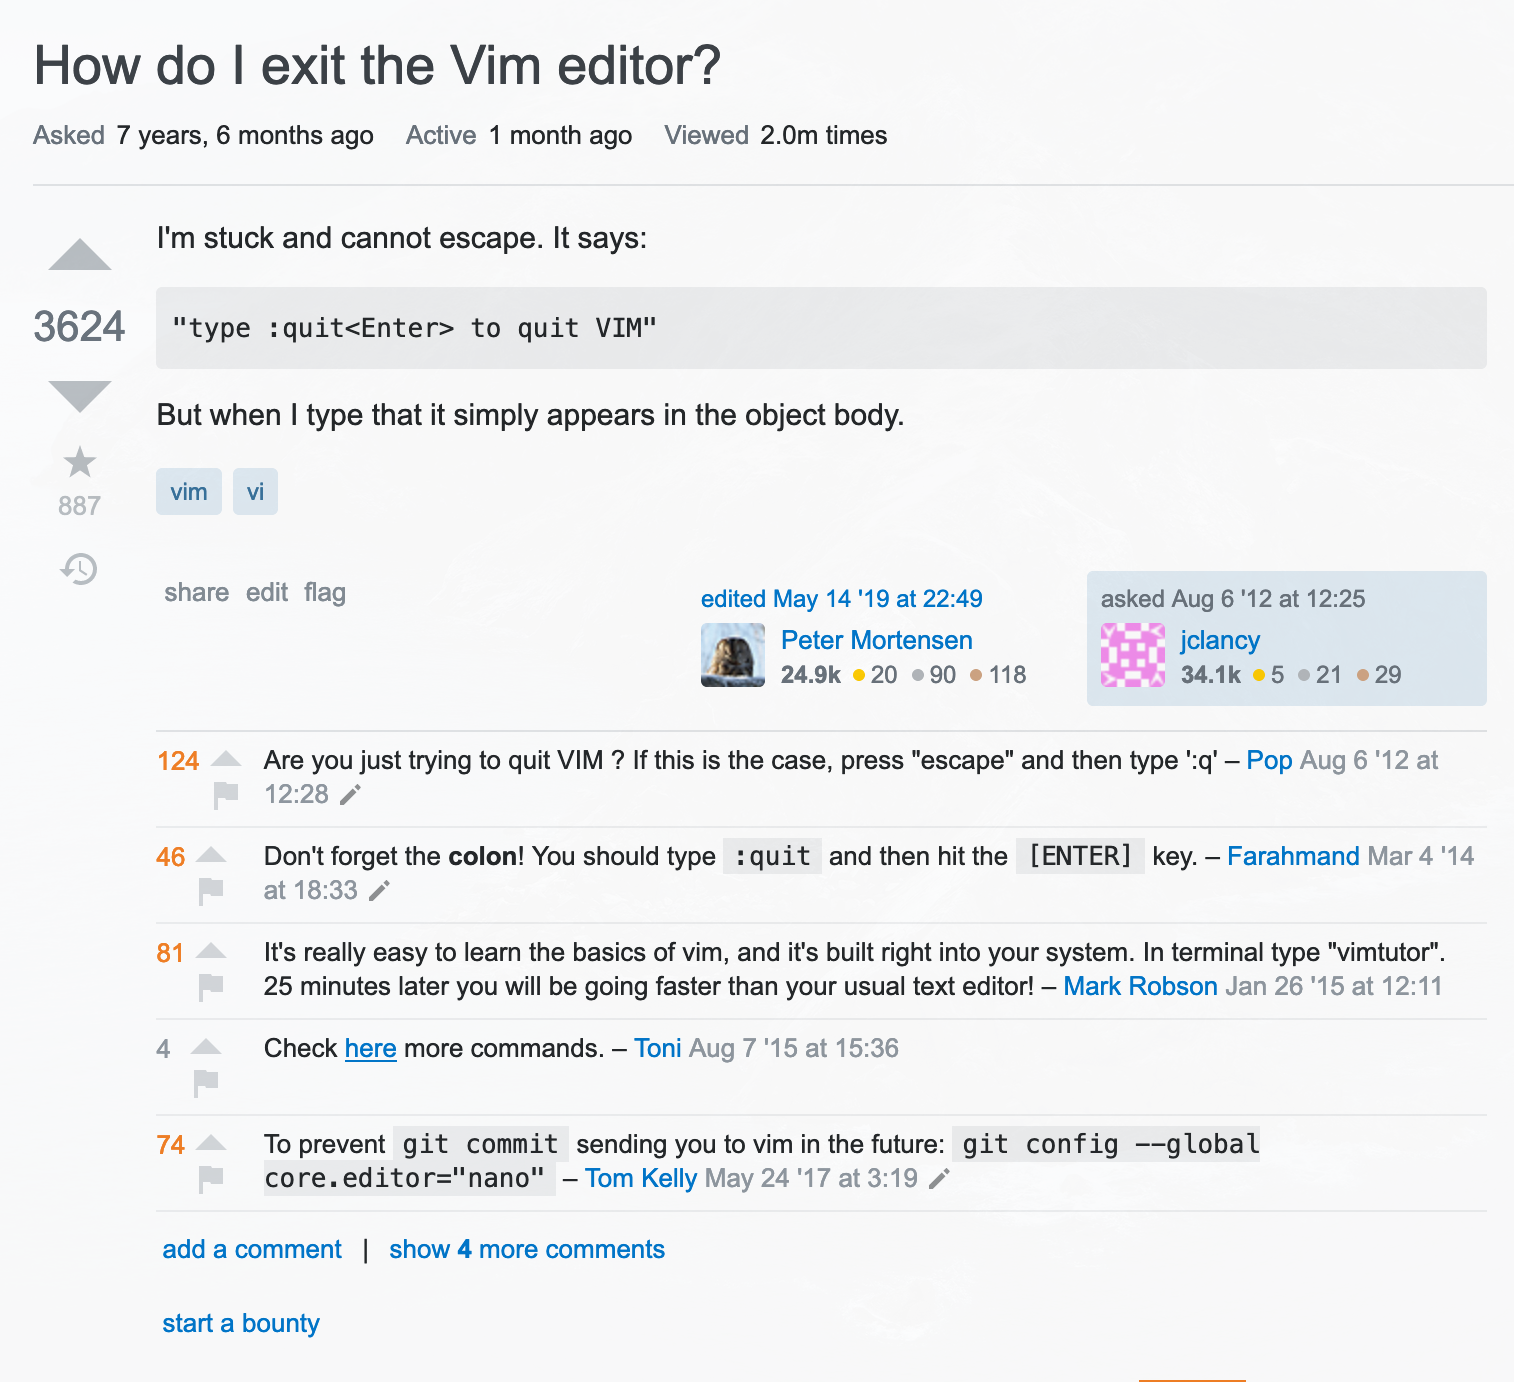 How do I exit the Vim editor?
Asked 7 years, 6 months ago Active 1 month ago Viewed 2.0m times
I'm stuck and cannot escape. It says:
3624
"type :quit<Enter> to quit VIM"
But when I type that it simply appears in the object body.
887
vim vi
share edit flag
edited May 14 '19 at 22:49
Peter Mortensen
24.9k 20 90 118
asked Aug 6 '12 at 12:25
jclancy
34.1k 5 21 29
124 Are you just trying to quit VIM ? If this is the case, press "escape" and then type ':q' – Pop Aug 6 '12 at
12:28
46 Don't forget the colon! You should type :quit and then hit the [ENTER] key. – Farahmand Mar 4 '14
at 18:33
81 It's really easy to learn the basics of vim, and it's built right into your system. In terminal type "vimtutor".
25 minutes later you will be going faster than your usual text editor! – Mark Robson Jan 26 '15 at 12:11
4 Check here more commands. – Toni Aug 7 '15 at 15:36
74 To prevent git commit sending you to vim in the future: git config --global
core.editor="nano" – Tom Kelly May 24 '17 at 3:19
add a comment | show 4 more comments
start a bounty